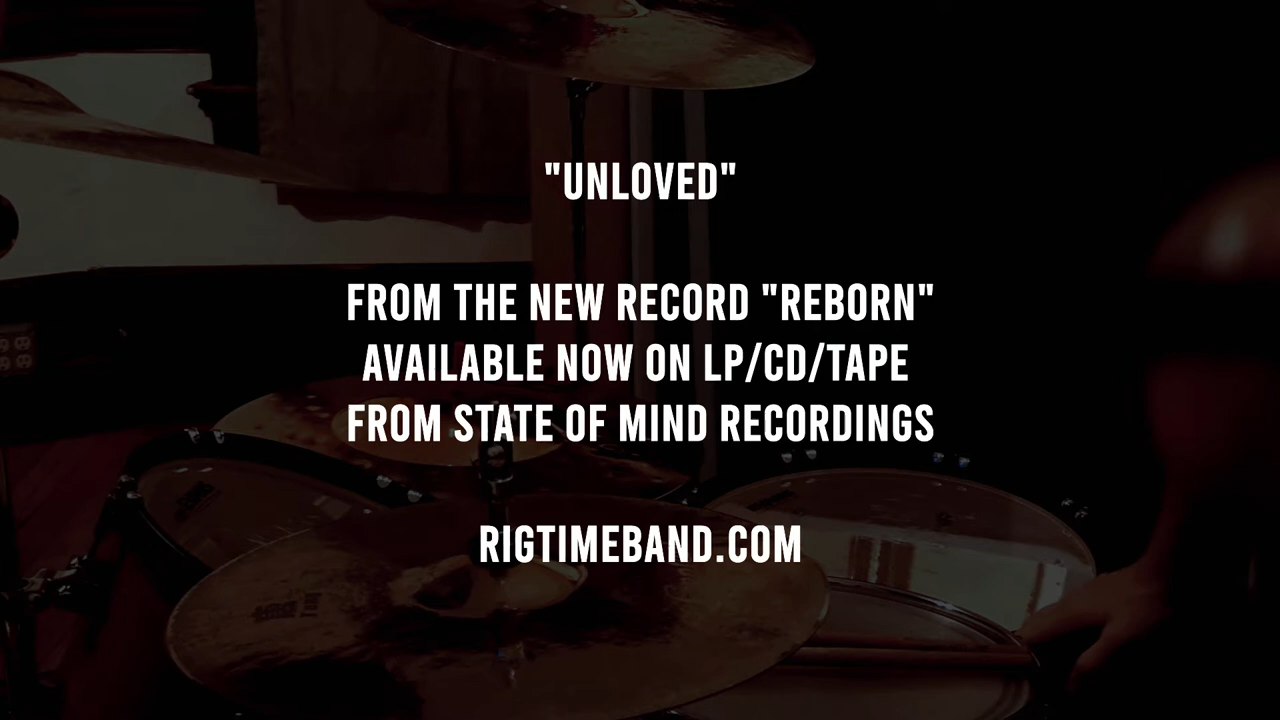 "UNLOVED"
FROM THE NEW RECORD "REBORN"
AVAILABLE NOW ON LP/CD/TAPE
FROM STATE OF MIND RECORDINGS
RIGTIMEBAND.COM